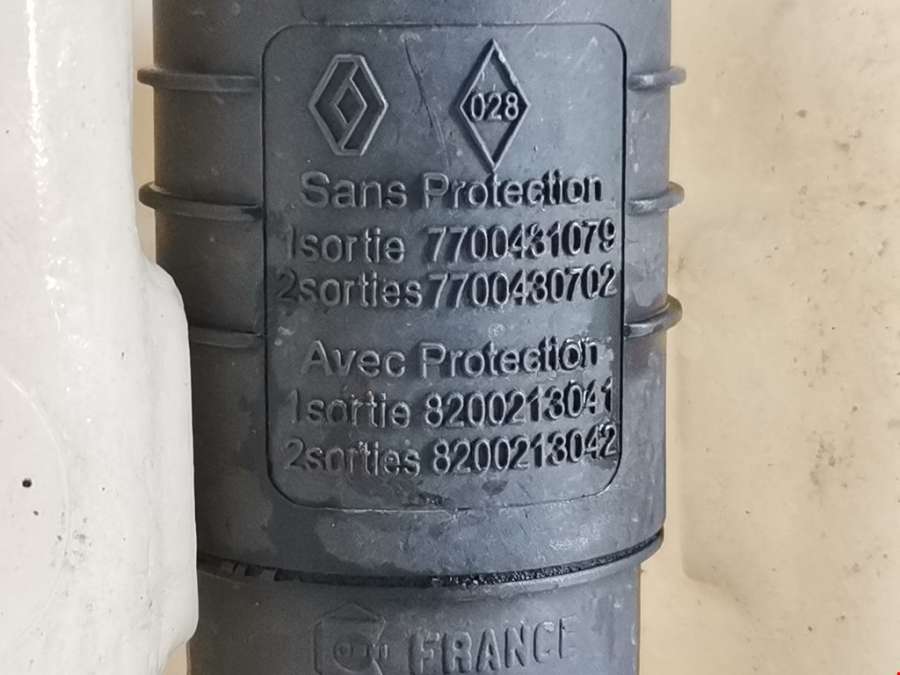 028
Sans Protection
1sortie 7700431079
2sorties 7700430702
Avec Protection
1sortie 8200213041
2sorties 8200213042
FRANCE